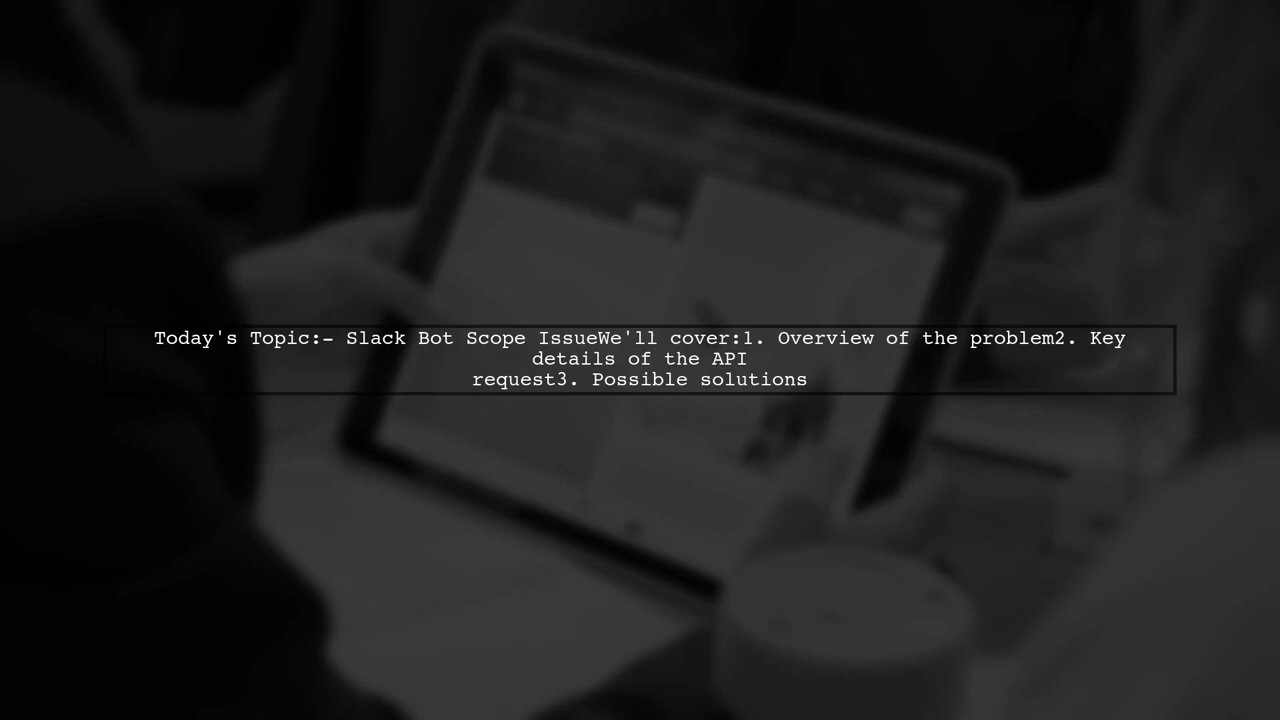 Today's Topic:- Slack Bot Scope IssueWe'll cover:1. Overview of the problem2. Key
details of the API
request3. Possible solutions